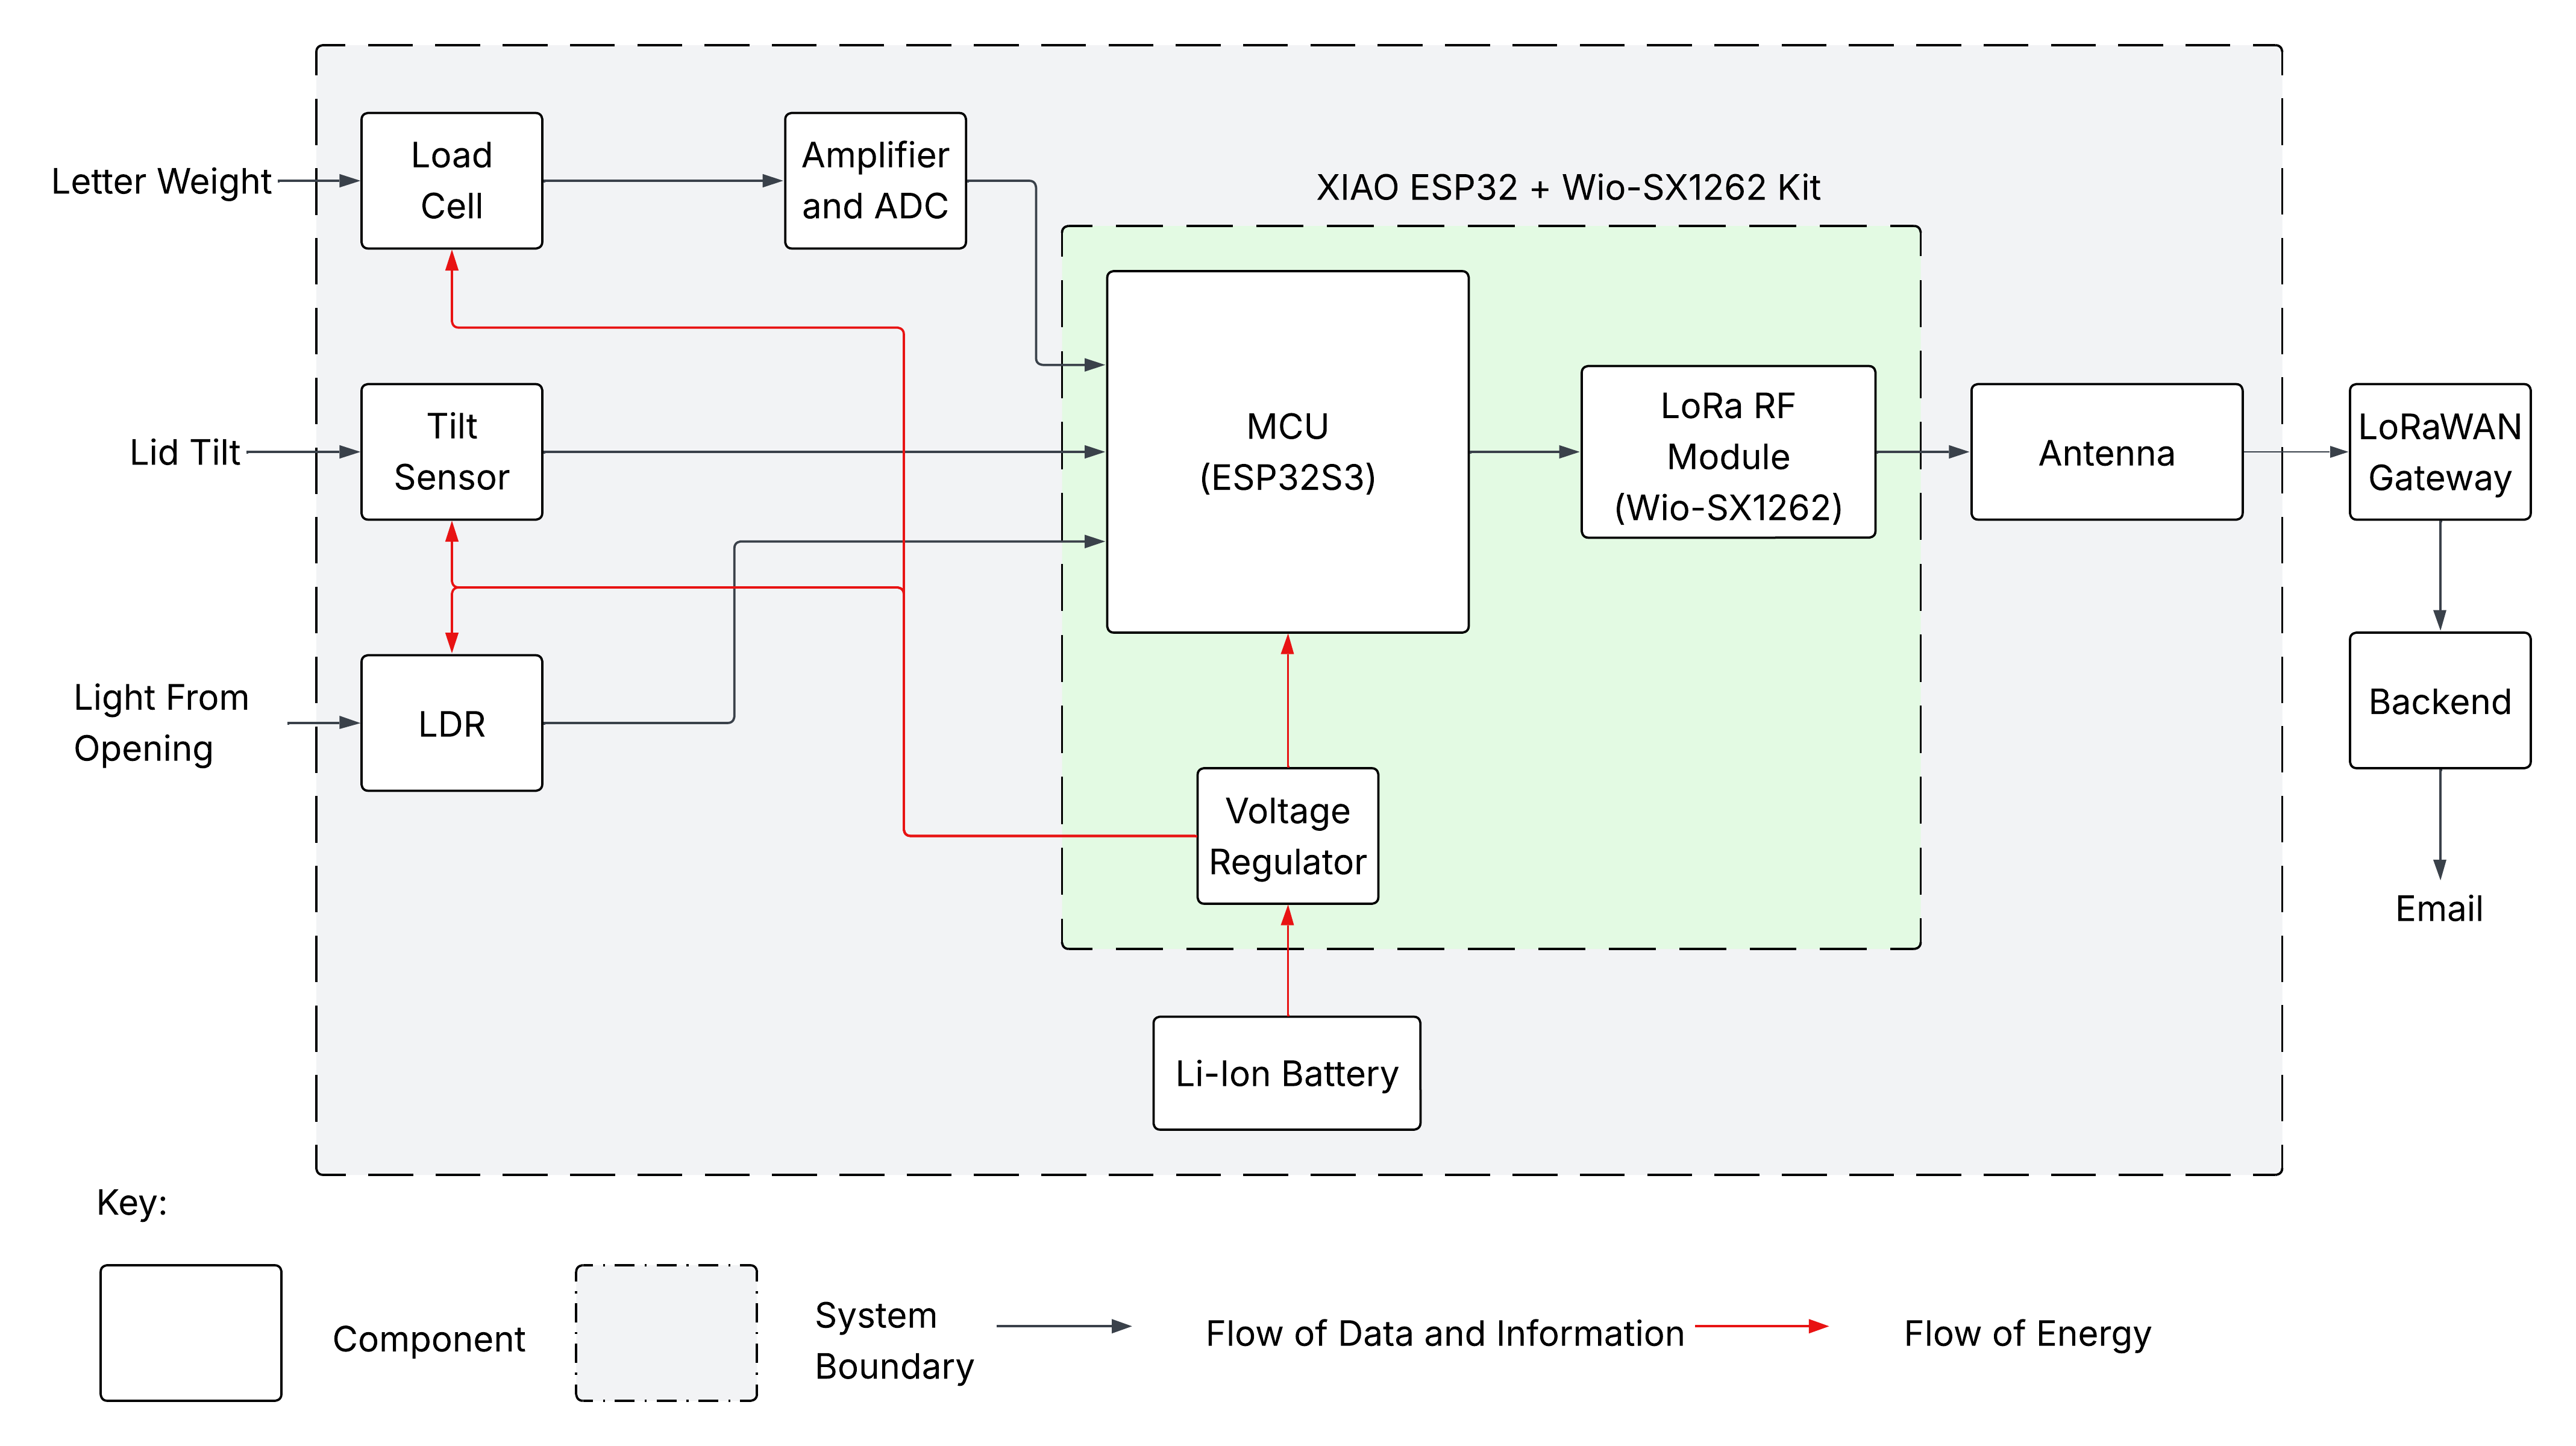 Letter Weight
Load
Cell
Amplifier
and ADC
XIAO ESP32 + Wio-SX1262 Kit
Lid Tilt
Tilt
Sensor
MCU
(ESP32S3)
LoRa RF
Module
(Wio-SX1262)
Antenna
LoRaWAN
Gateway
Light From
Opening
LDR
Voltage
Regulator
Backend
Email
Li-Ion Battery
Key:
Component
System
Boundary
Flow of Data and Information
Flow of Energy